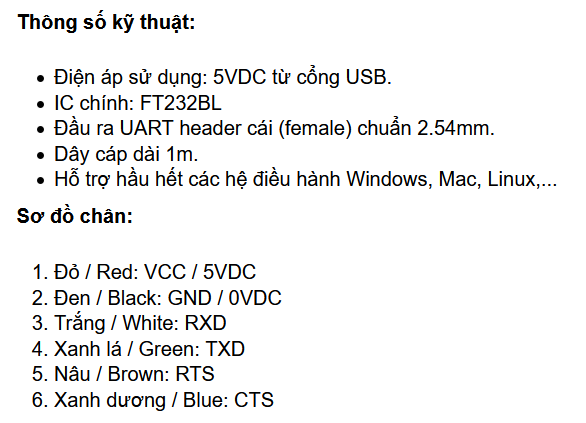 Thông số kỹ thuật:
• Điện áp sử dụng: 5VDC từ cổng USB.
• IC chính: FT232BL
• Đầu ra UART header cái (female) chuẩn 2.54mm.
• Dây cáp dài 1m.
• Hỗ trợ hầu hết các hệ điều hành Windows, Mac, Linux,...
Sơ đồ chân:
1. Đỏ / Red: VCC / 5VDC
2. Đen / Black: GND / 0VDC
3. Trắng / White: RXD
4. Xanh lá / Green: TXD
5. Nâu / Brown: RTS
6. Xanh dương / Blue: CTS